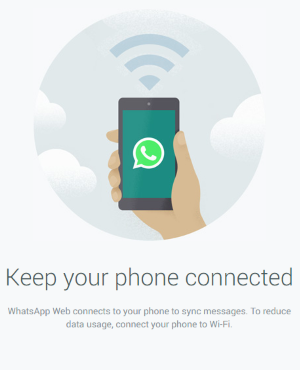 Keep your phone connected
WhatsApp Web connects to your phone to sync messages. To reduce
data usage, connect your phone to Wi-Fi.